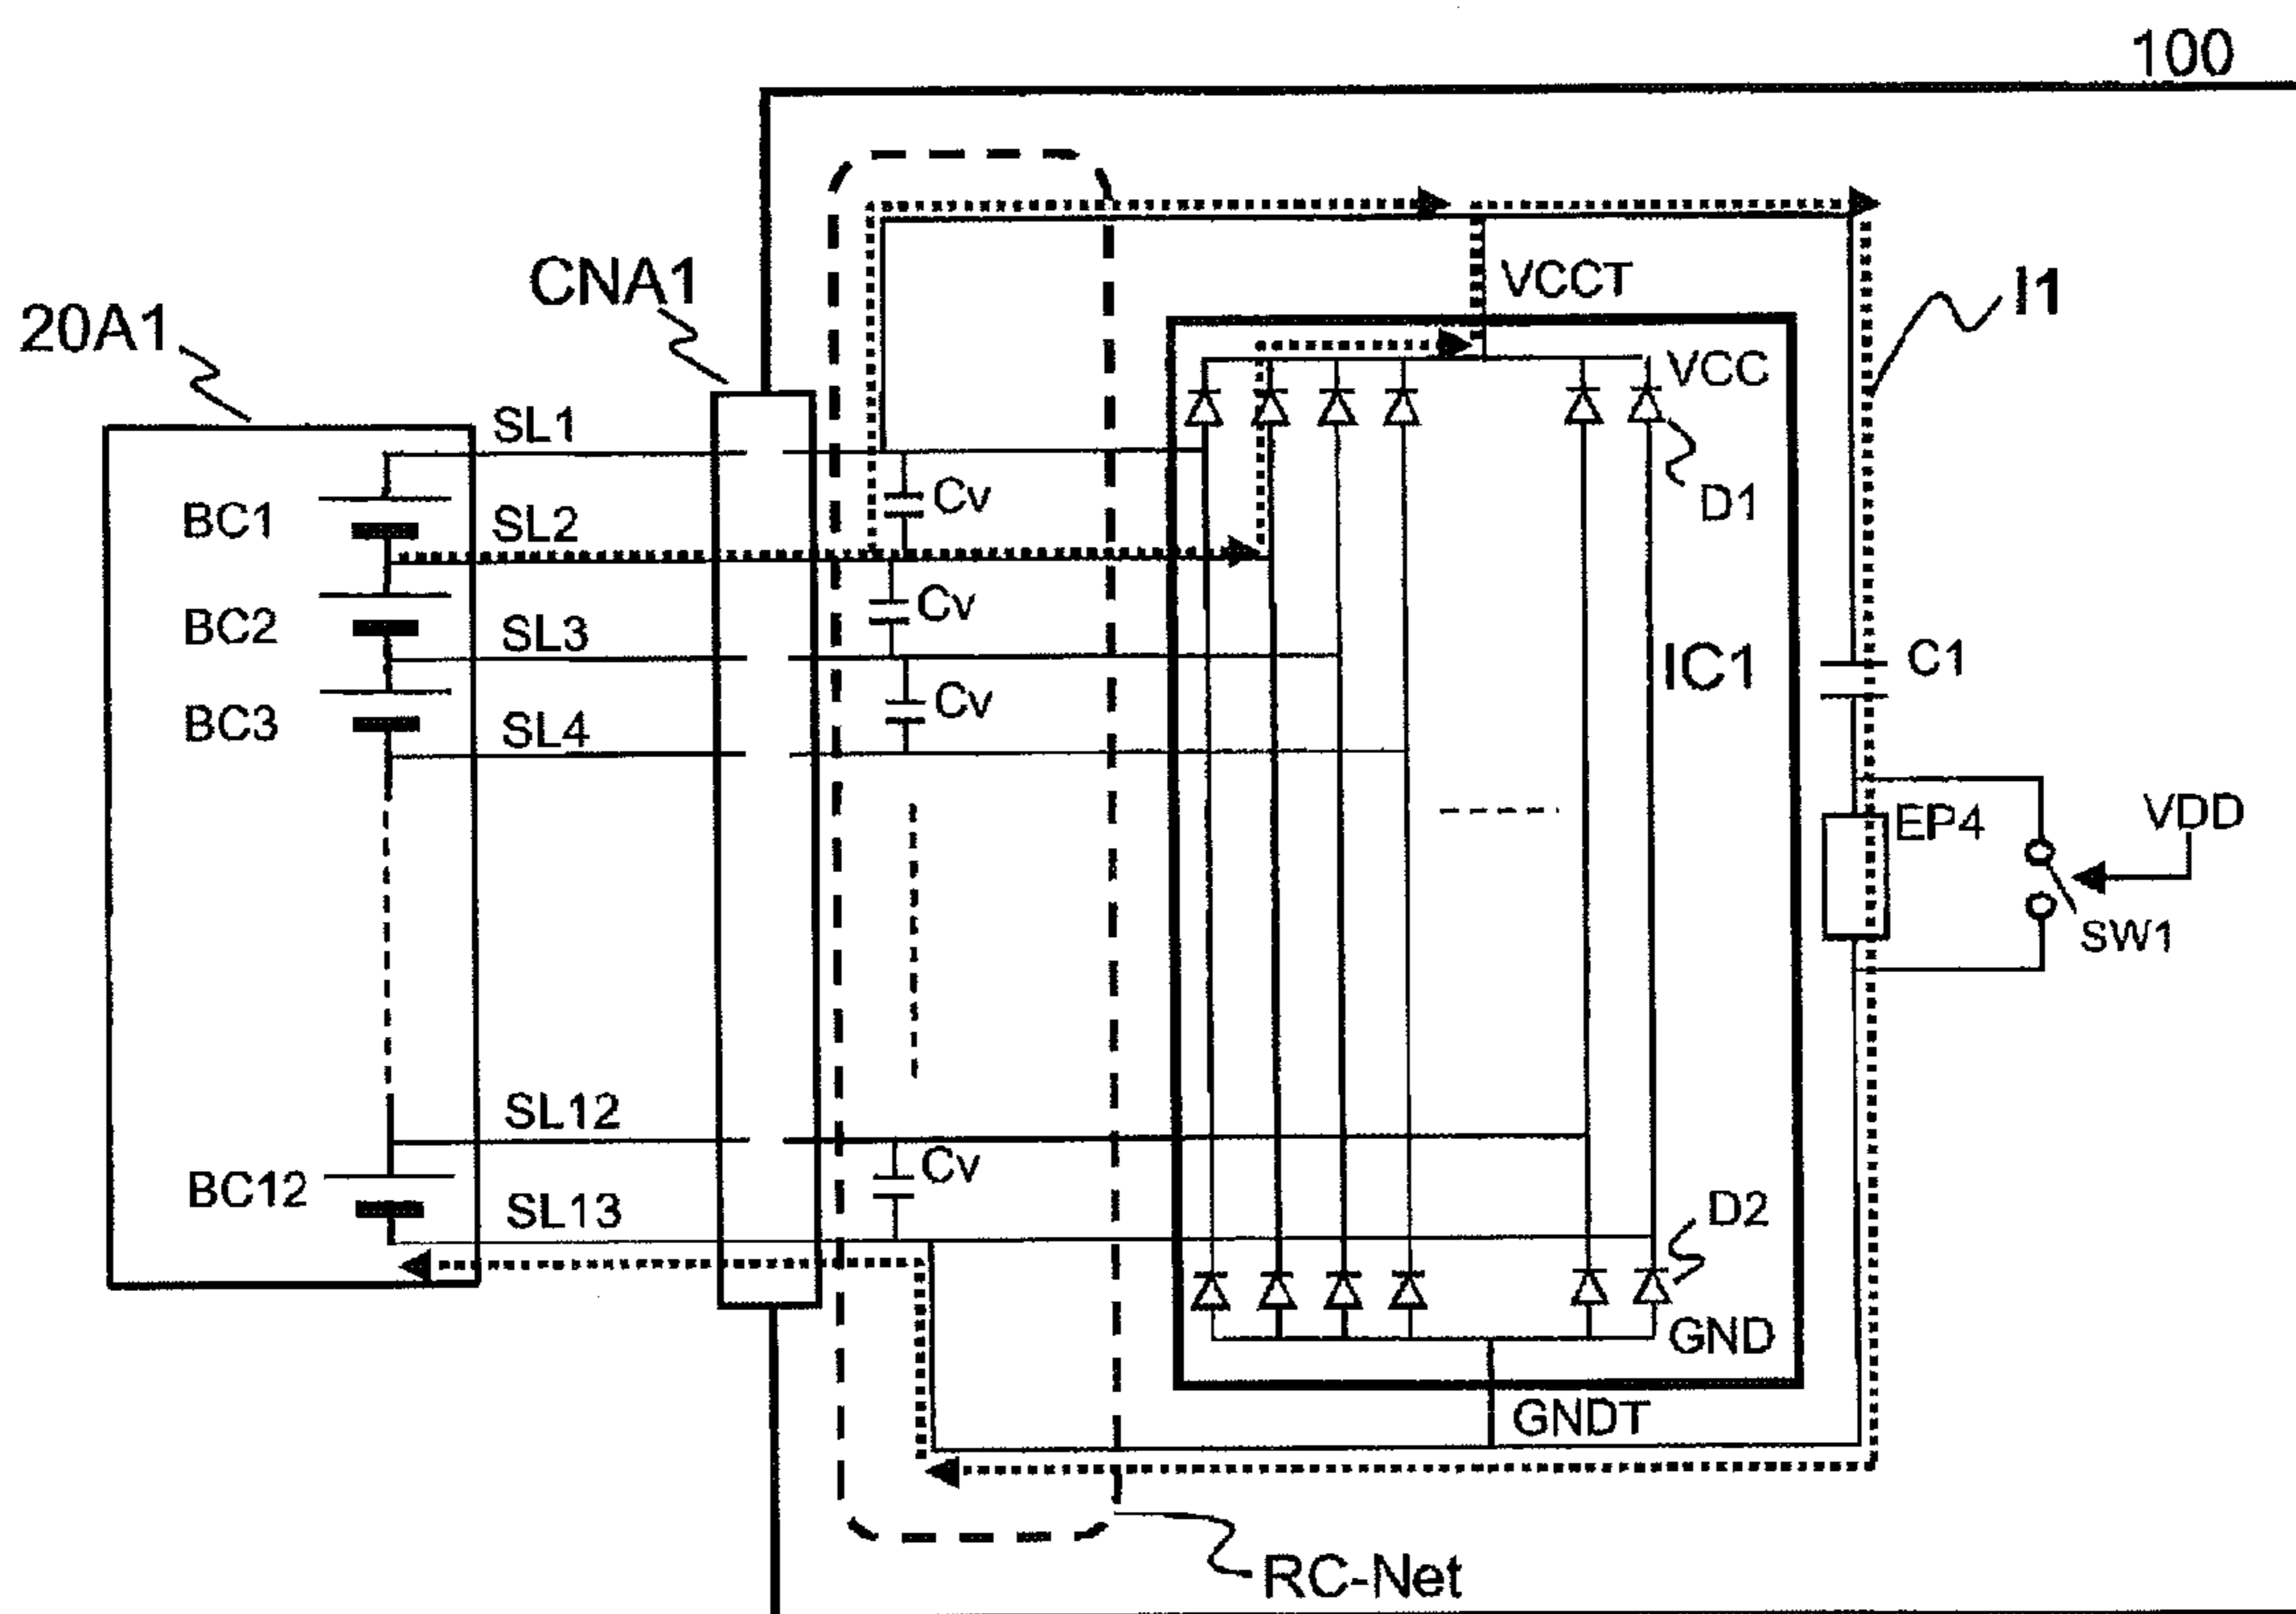 100
I1
CNA1
20A1
VCCT
VCC
SL1
Cv
D1
BC1
SL2
Cv
BC2
SL3
IC1
C1
Cv
BC3
SL4
EP4
VDD
SW1
SL12
Cv
BC12
SL13
D2
GND
GNDT
RC-Net